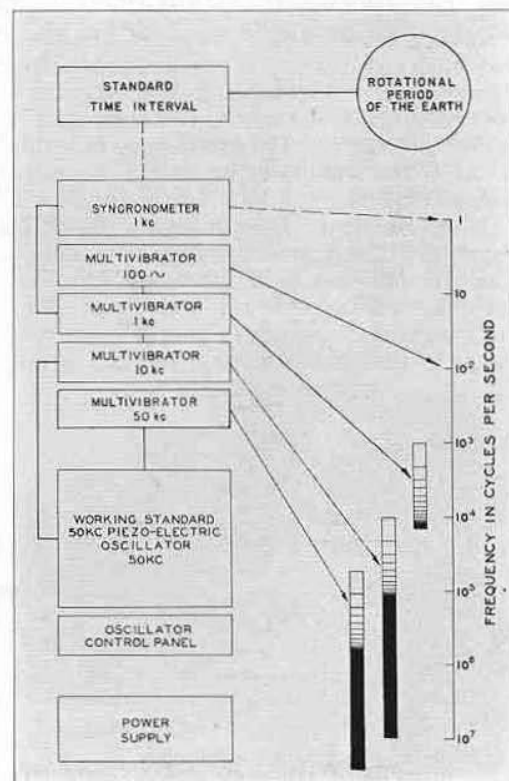 STANDARD
TIME INTERVAL
ROTATIONAL
PERIOD
OF THE EARTH
SYNGRONOMETER
1 kc
MULTIVIBRATOR
100 ~
MULTIVIBRATOR
1 kc
MULTIVIBRATOR
10 kc
MULTIVIBRATOR
50 kc
WORKING STANDARD
50KC PIEZO-ELECTRIC
OSCILLATOR
50KC
OSCILLATOR
CONTROL PANEL
POWER
SUPPLY
1
10
10²
10³
10⁴
10⁵
10⁶
10⁷
FREQUENCY IN CYCLES PER SECOND